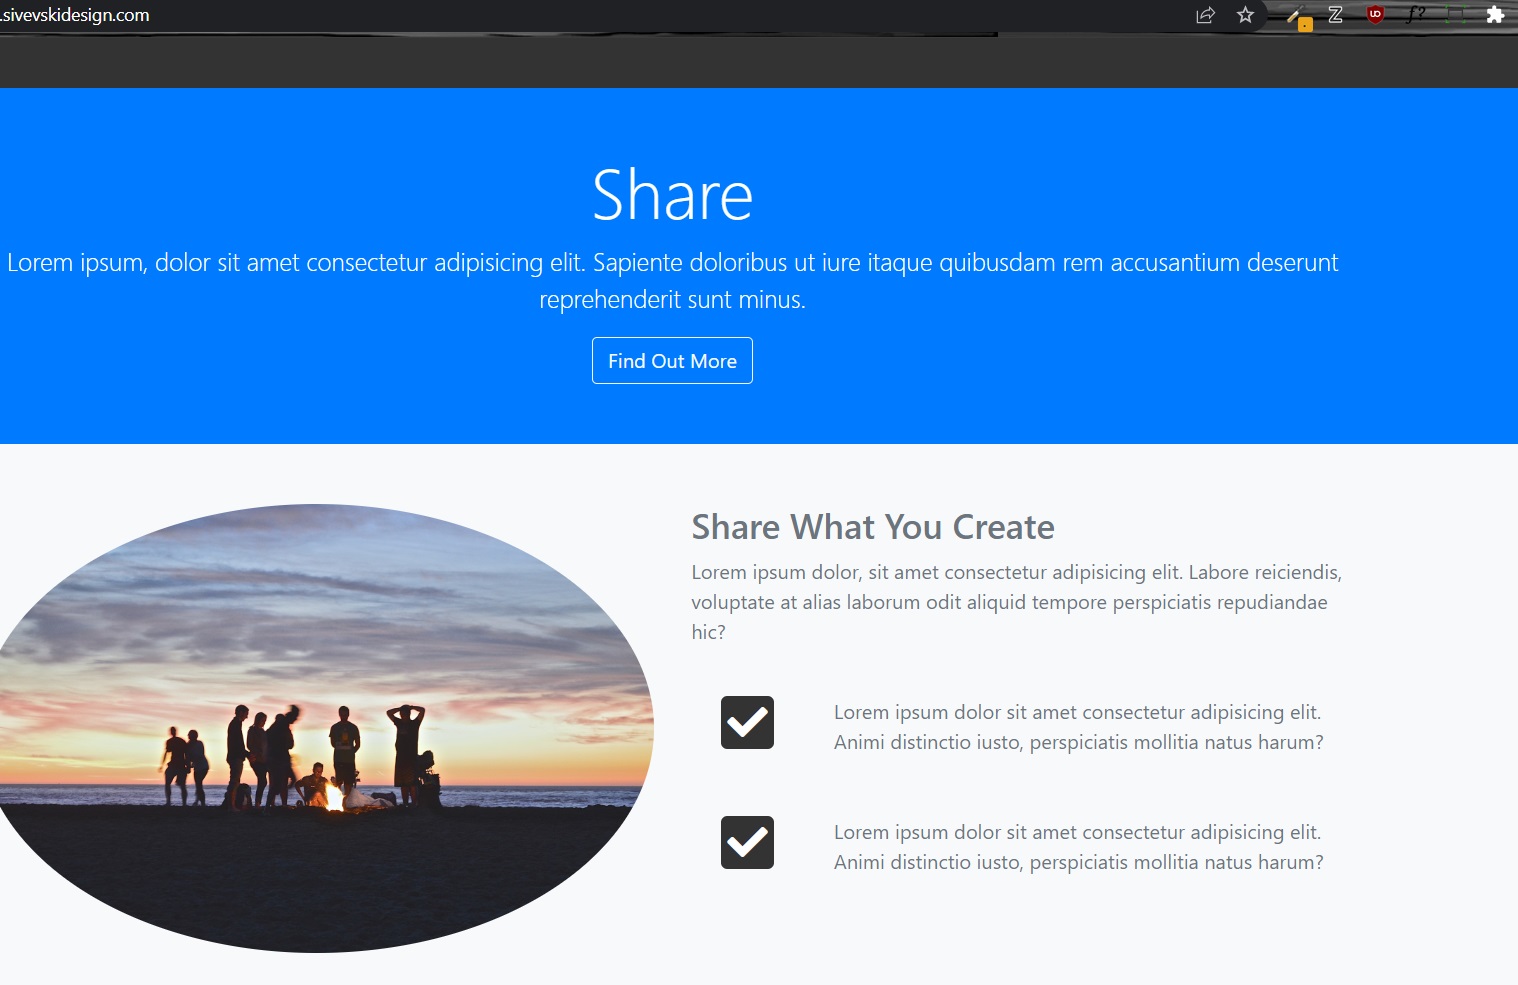 .sivevskidesign.com
Share
Lorem ipsum, dolor sit amet consectetur adipisicing elit. Sapiente doloribus ut iure itaque quibusdam rem accusantium deserunt
reprehenderit sunt minus.
Find Out More
Share What You Create
Lorem ipsum dolor, sit amet consectetur adipisicing elit. Labore reiciendis,
voluptate at alias laborum odit aliquid tempore perspiciatis repudiandae
hic?
Lorem ipsum dolor sit amet consectetur adipisicing elit.
Animi distinctio iusto, perspiciatis mollitia natus harum?
Lorem ipsum dolor sit amet consectetur adipisicing elit.
Animi distinctio iusto, perspiciatis mollitia natus harum?